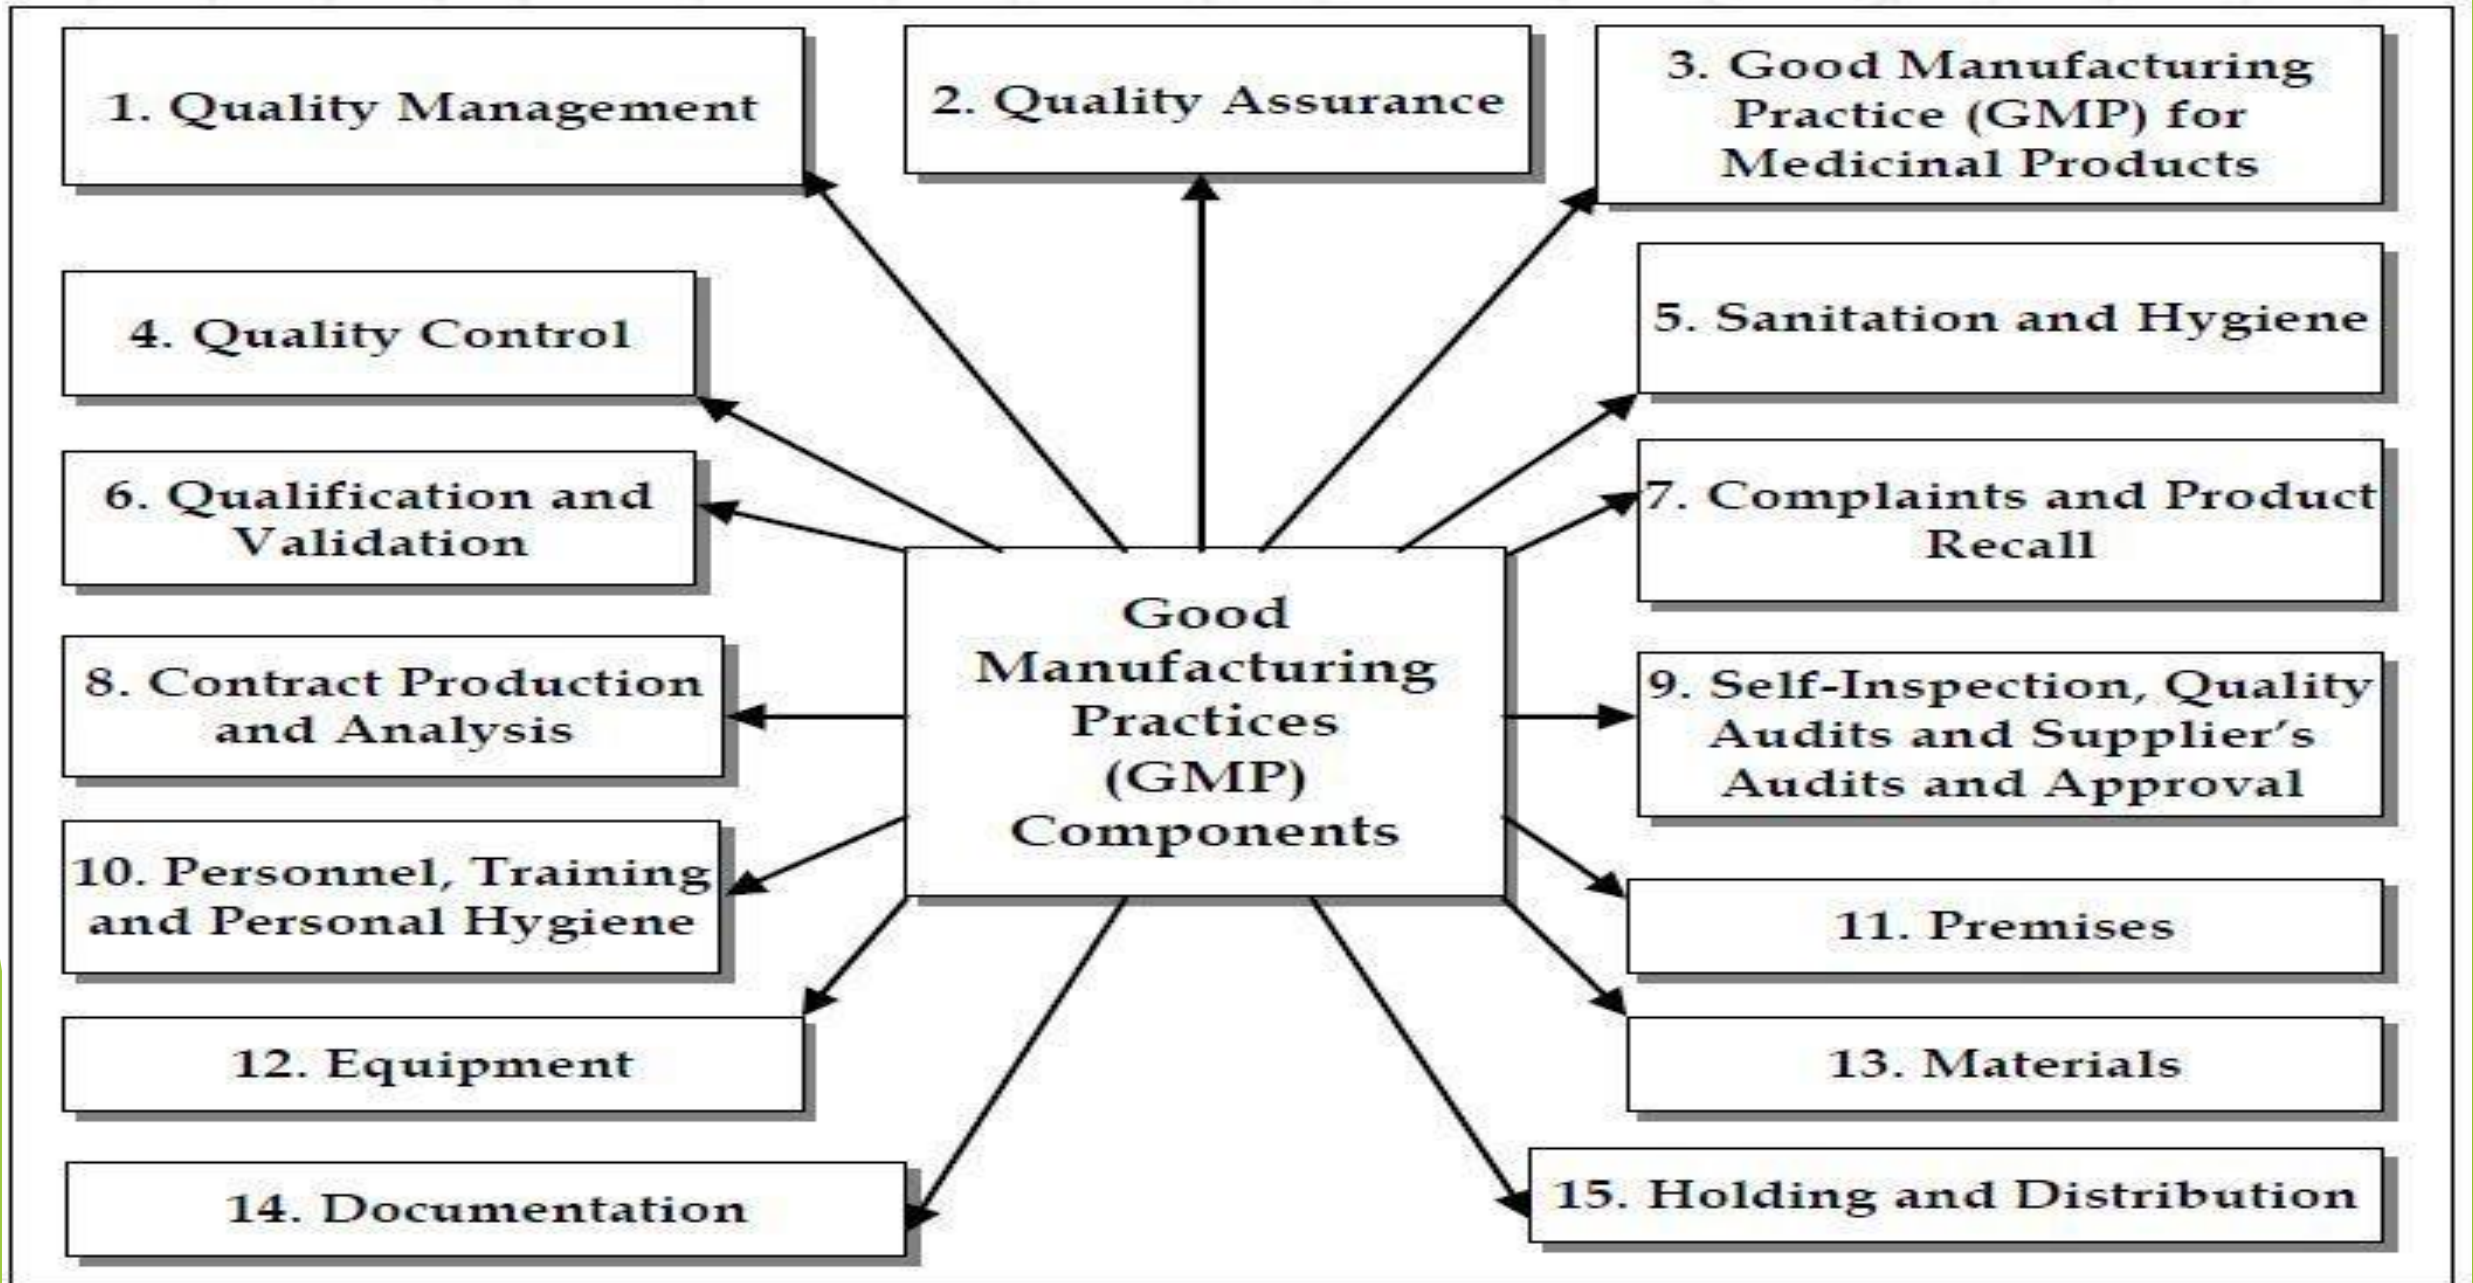 1. Quality Management
2. Quality Assurance
3. Good Manufacturing
Practice (GMP) for
Medicinal Products
4. Quality Control
5. Sanitation and Hygiene
6. Qualification and
Validation
7. Complaints and Product
Recall
Good
Manufacturing
Practices
(GMP)
Components
8. Contract Production
and Analysis
9. Self-Inspection, Quality
Audits and Supplier’s
Audits and Approval
10. Personnel, Training
and Personal Hygiene
11. Premises
12. Equipment
13. Materials
14. Documentation
15. Holding and Distribution